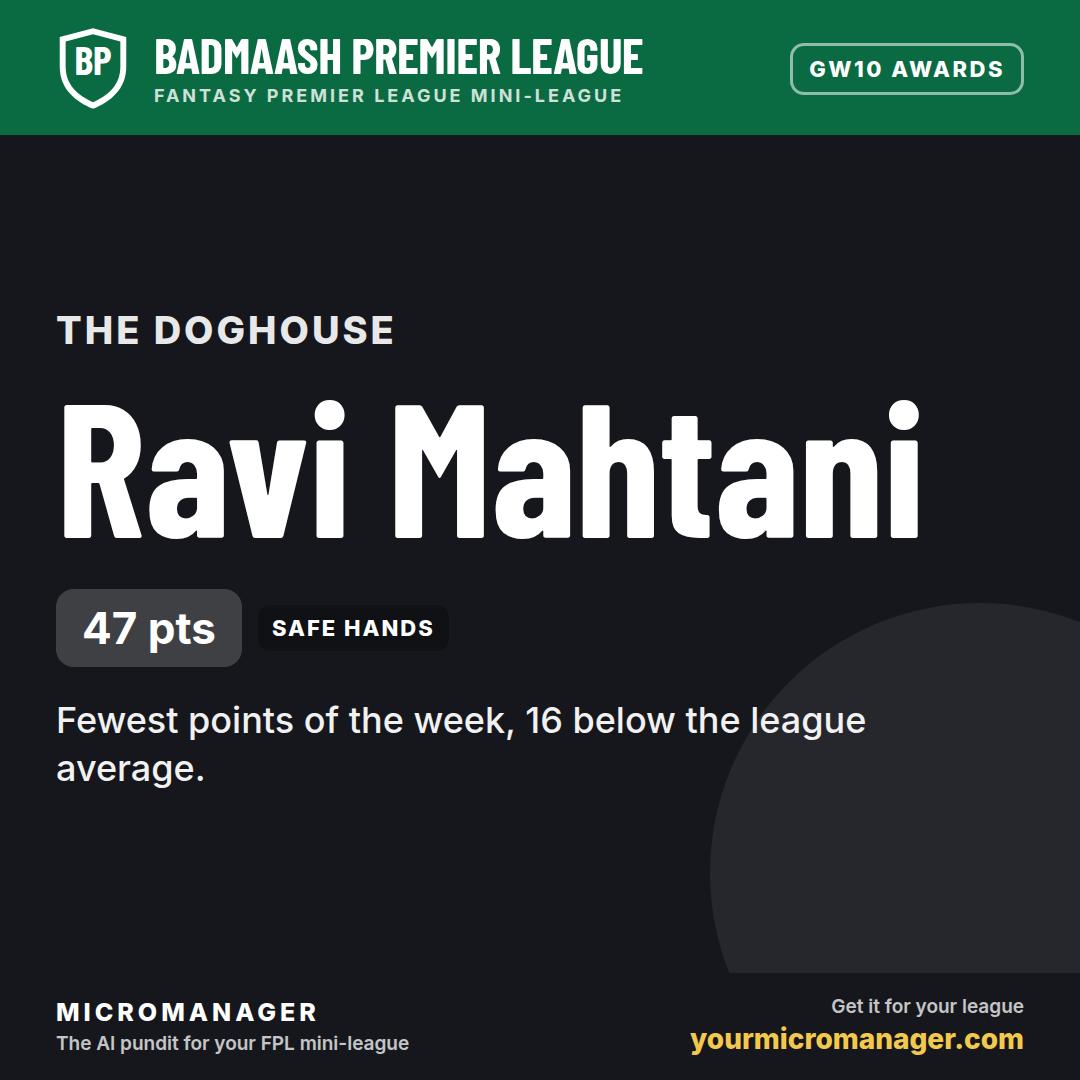 BP
BADMAASH PREMIER LEAGUE
FANTASY PREMIER LEAGUE MINI-LEAGUE
GW10 AWARDS
THE DOGHOUSE
Ravi Mahtani
47 pts
SAFE HANDS
Fewest points of the week, 16 below the league
average.
MICROMANAGER
The AI pundit for your FPL mini-league
Get it for your league
yourmicromanager.com